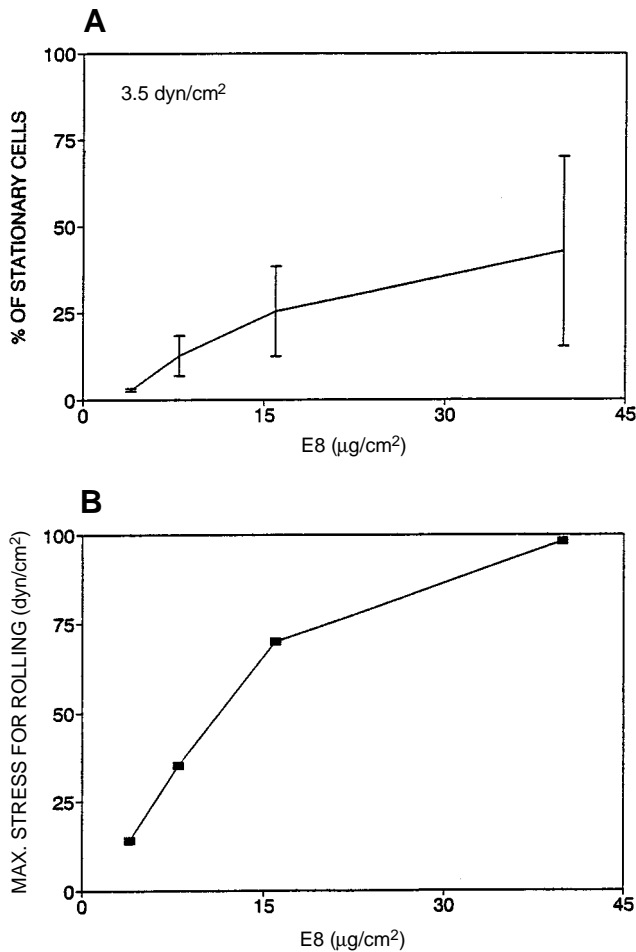 A
100
3.5 dyn/cm²
75
50
25
0
% OF STATIONARY CELLS
0 15 30 45
E8 (μg/cm²)
B
100
75
50
25
0
MAX. STRESS FOR ROLLING (dyn/cm²)
0 15 30 45
E8 (μg/cm²)